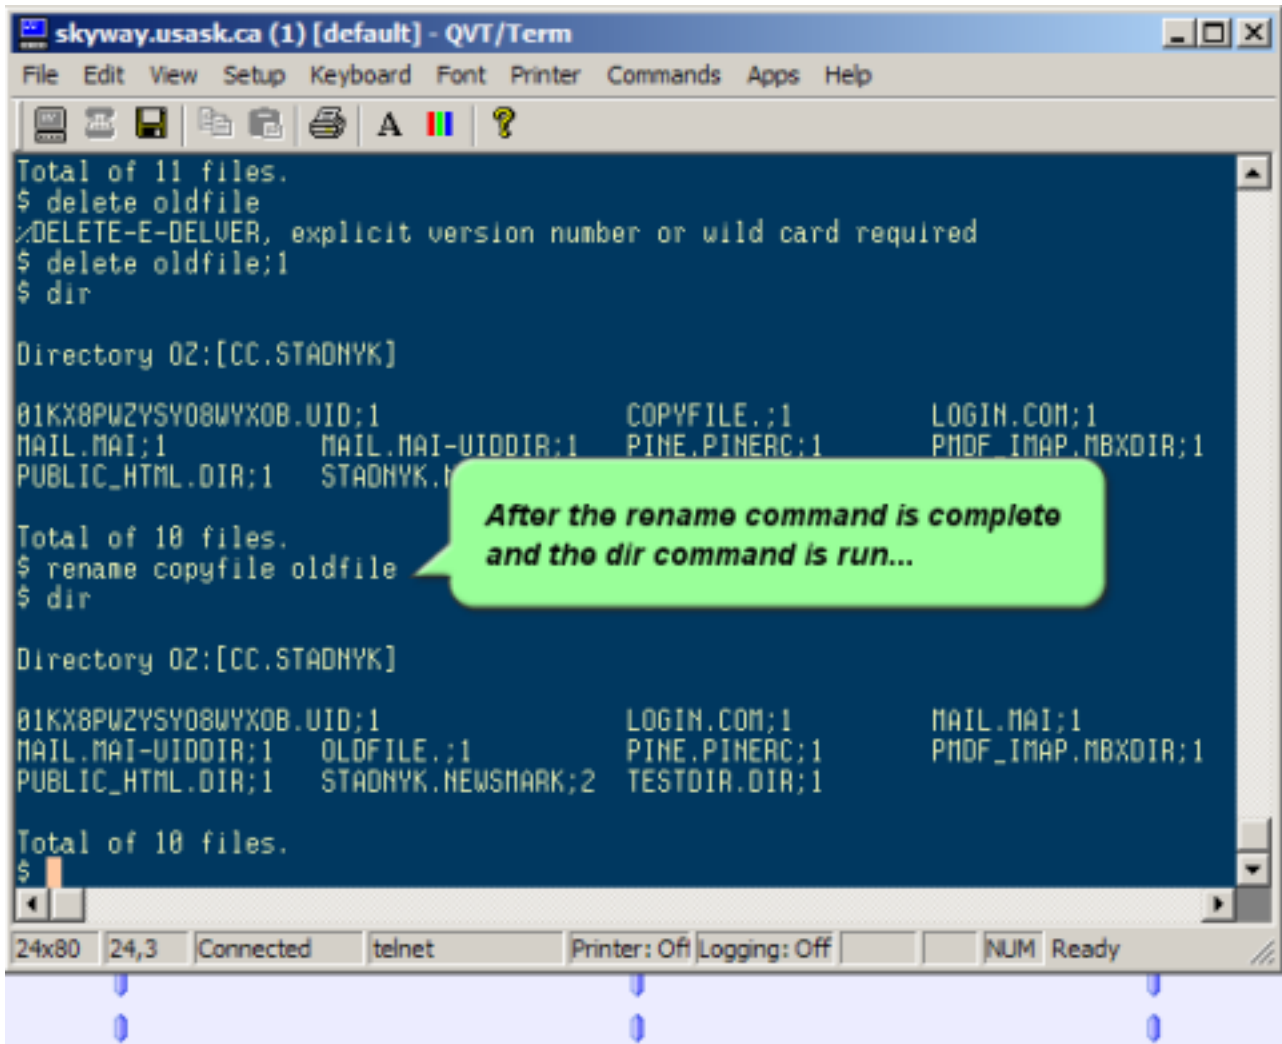 skyway.usask.ca (1) [default] - QVT/Term
File Edit View Setup Keyboard Font Printer Commands Apps Help
Total of 11 files.
$ delete oldfile
%DELETE-E-DELVER, explicit version number or wild card required
$ delete oldfile;1
$ dir
Directory OZ:[CC.STADNYK]
01KX8PWZYSYO8WYXOB.UID;1 COPYFILE.;1 LOGIN.COM;1
MAIL.MAI;1 MAIL.MAI-UIDDIR;1 PINE.PINERC;1 PMDF_IMAP.MBXDIR;1
PUBLIC_HTML.DIR;1 STADNYK.
After the rename command is complete
and the dir command is run...
Total of 10 files.
$ rename copyfile oldfile
$ dir
Directory OZ:[CC.STADNYK]
01KX8PWZYSYO8WYXOB.UID;1 LOGIN.COM;1 MAIL.MAI;1
MAIL.MAI-UIDDIR;1 OLDFILE.;1 PINE.PINERC;1 PMDF_IMAP.MBXDIR;1
PUBLIC_HTML.DIR;1 STADNYK.NEWSMARK;2 TESTDIR.DIR;1
Total of 10 files.
$
24x80 24,3 Connected telnet Printer: Off Logging: Off NUM Ready